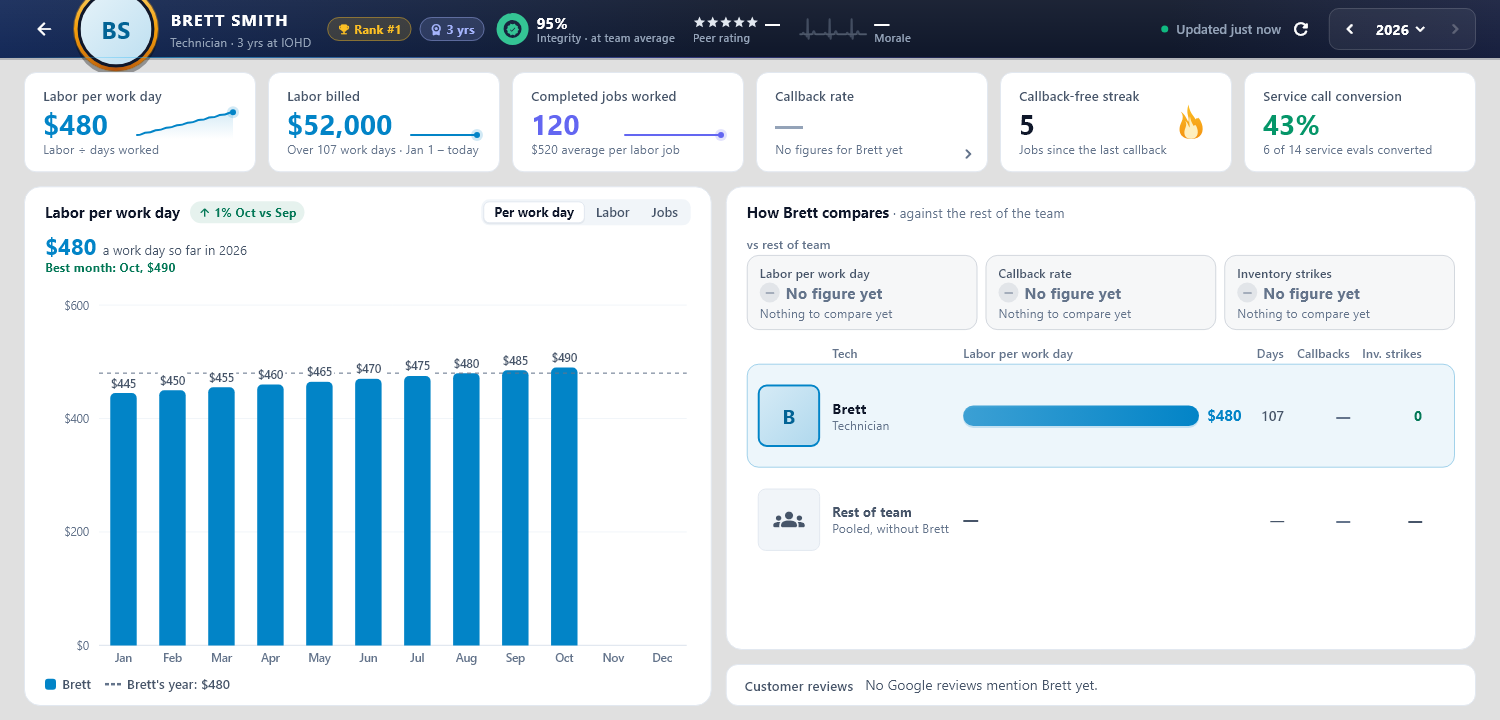 BS
BRETT SMITH
Technician · 3 yrs at IOHD
Rank #1
3 yrs
95%
Integrity · at team average
★★★★★ —
Peer rating
—
Morale
Updated just now
2026
Labor per work day
$480
Labor ÷ days worked
Labor billed
$52,000
Over 107 work days · Jan 1 – today
Completed jobs worked
120
$520 average per labor job
Callback rate
—
No figures for Brett yet
Callback-free streak
5
Jobs since the last callback
Service call conversion
43%
6 of 14 service evals converted
Labor per work day
↑ 1% Oct vs Sep
Per work day Labor Jobs
$480 a work day so far in 2026
Best month: Oct, $490
$600
$400
$200
$0
$445 $450 $455 $460 $465 $470 $475 $480 $485 $490
Jan Feb Mar Apr May Jun Jul Aug Sep Oct Nov Dec
Brett Brett's year: $480
How Brett compares · against the rest of the team
vs rest of team
Labor per work day
— No figure yet
Nothing to compare yet
Callback rate
— No figure yet
Nothing to compare yet
Inventory strikes
— No figure yet
Nothing to compare yet
Tech Labor per work day Days Callbacks Inv. strikes
B
Brett
Technician
$480 107 — 0
Rest of team
Pooled, without Brett
— — — —
Customer reviews No Google reviews mention Brett yet.